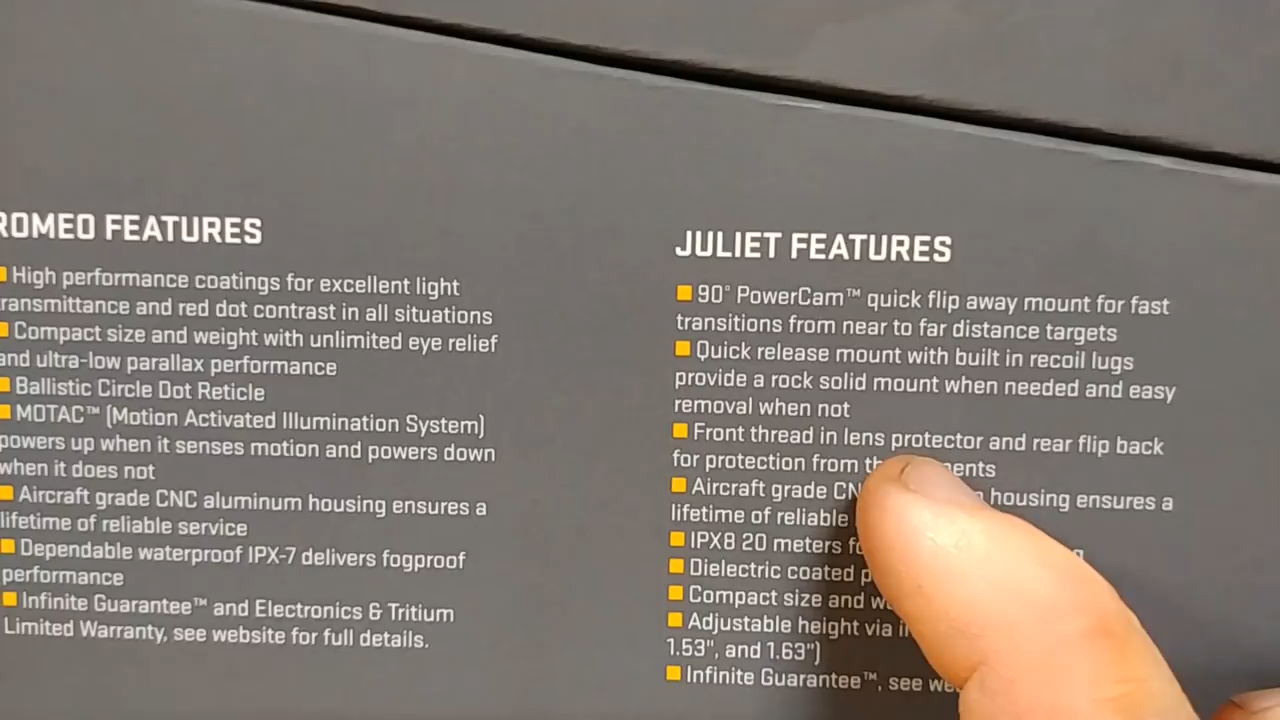 ROMEO FEATURES
High performance coatings for excellent light
transmittance and red dot contrast in all situations
Compact size and weight with unlimited eye relief
and ultra-low parallax performance
Ballistic Circle Dot Reticle
MOTAC™ (Motion Activated Illumination System)
powers up when it senses motion and powers down
when it does not
Aircraft grade CNC aluminum housing ensures a
lifetime of reliable service
Dependable waterproof IPX-7 delivers fogproof
performance
Infinite Guarantee™ and Electronics & Tritium
Limited Warranty, see website for full details.
JULIET FEATURES
90° PowerCam™ quick flip away mount for fast
transitions from near to far distance targets
Quick release mount with built in recoil lugs
provide a rock solid mount when needed and easy
removal when not
Front thread in lens protector and rear flip back
for protection from
Aircraft grade housing ensures a
lifetime of reliable
IPX8 20 meters
Dielectric coated
Compact size and
Adjustable height via
1.53", and 1.63")
Infinite Guarantee™, see